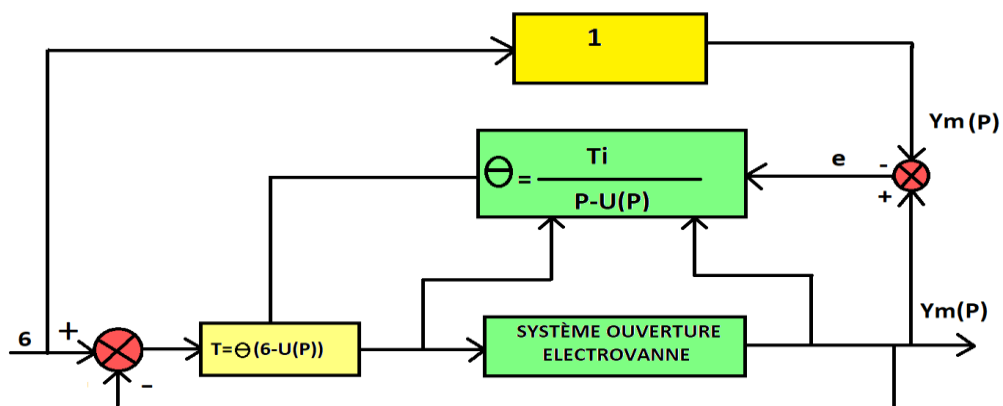 1
Ym (P)
Ti
Θ = 
P-U(P)
e
-
+
Ym(P)
6
+
T=Θ(6-U(P))
SYSTÈME OUVERTURE
ELECTROVANNE
-